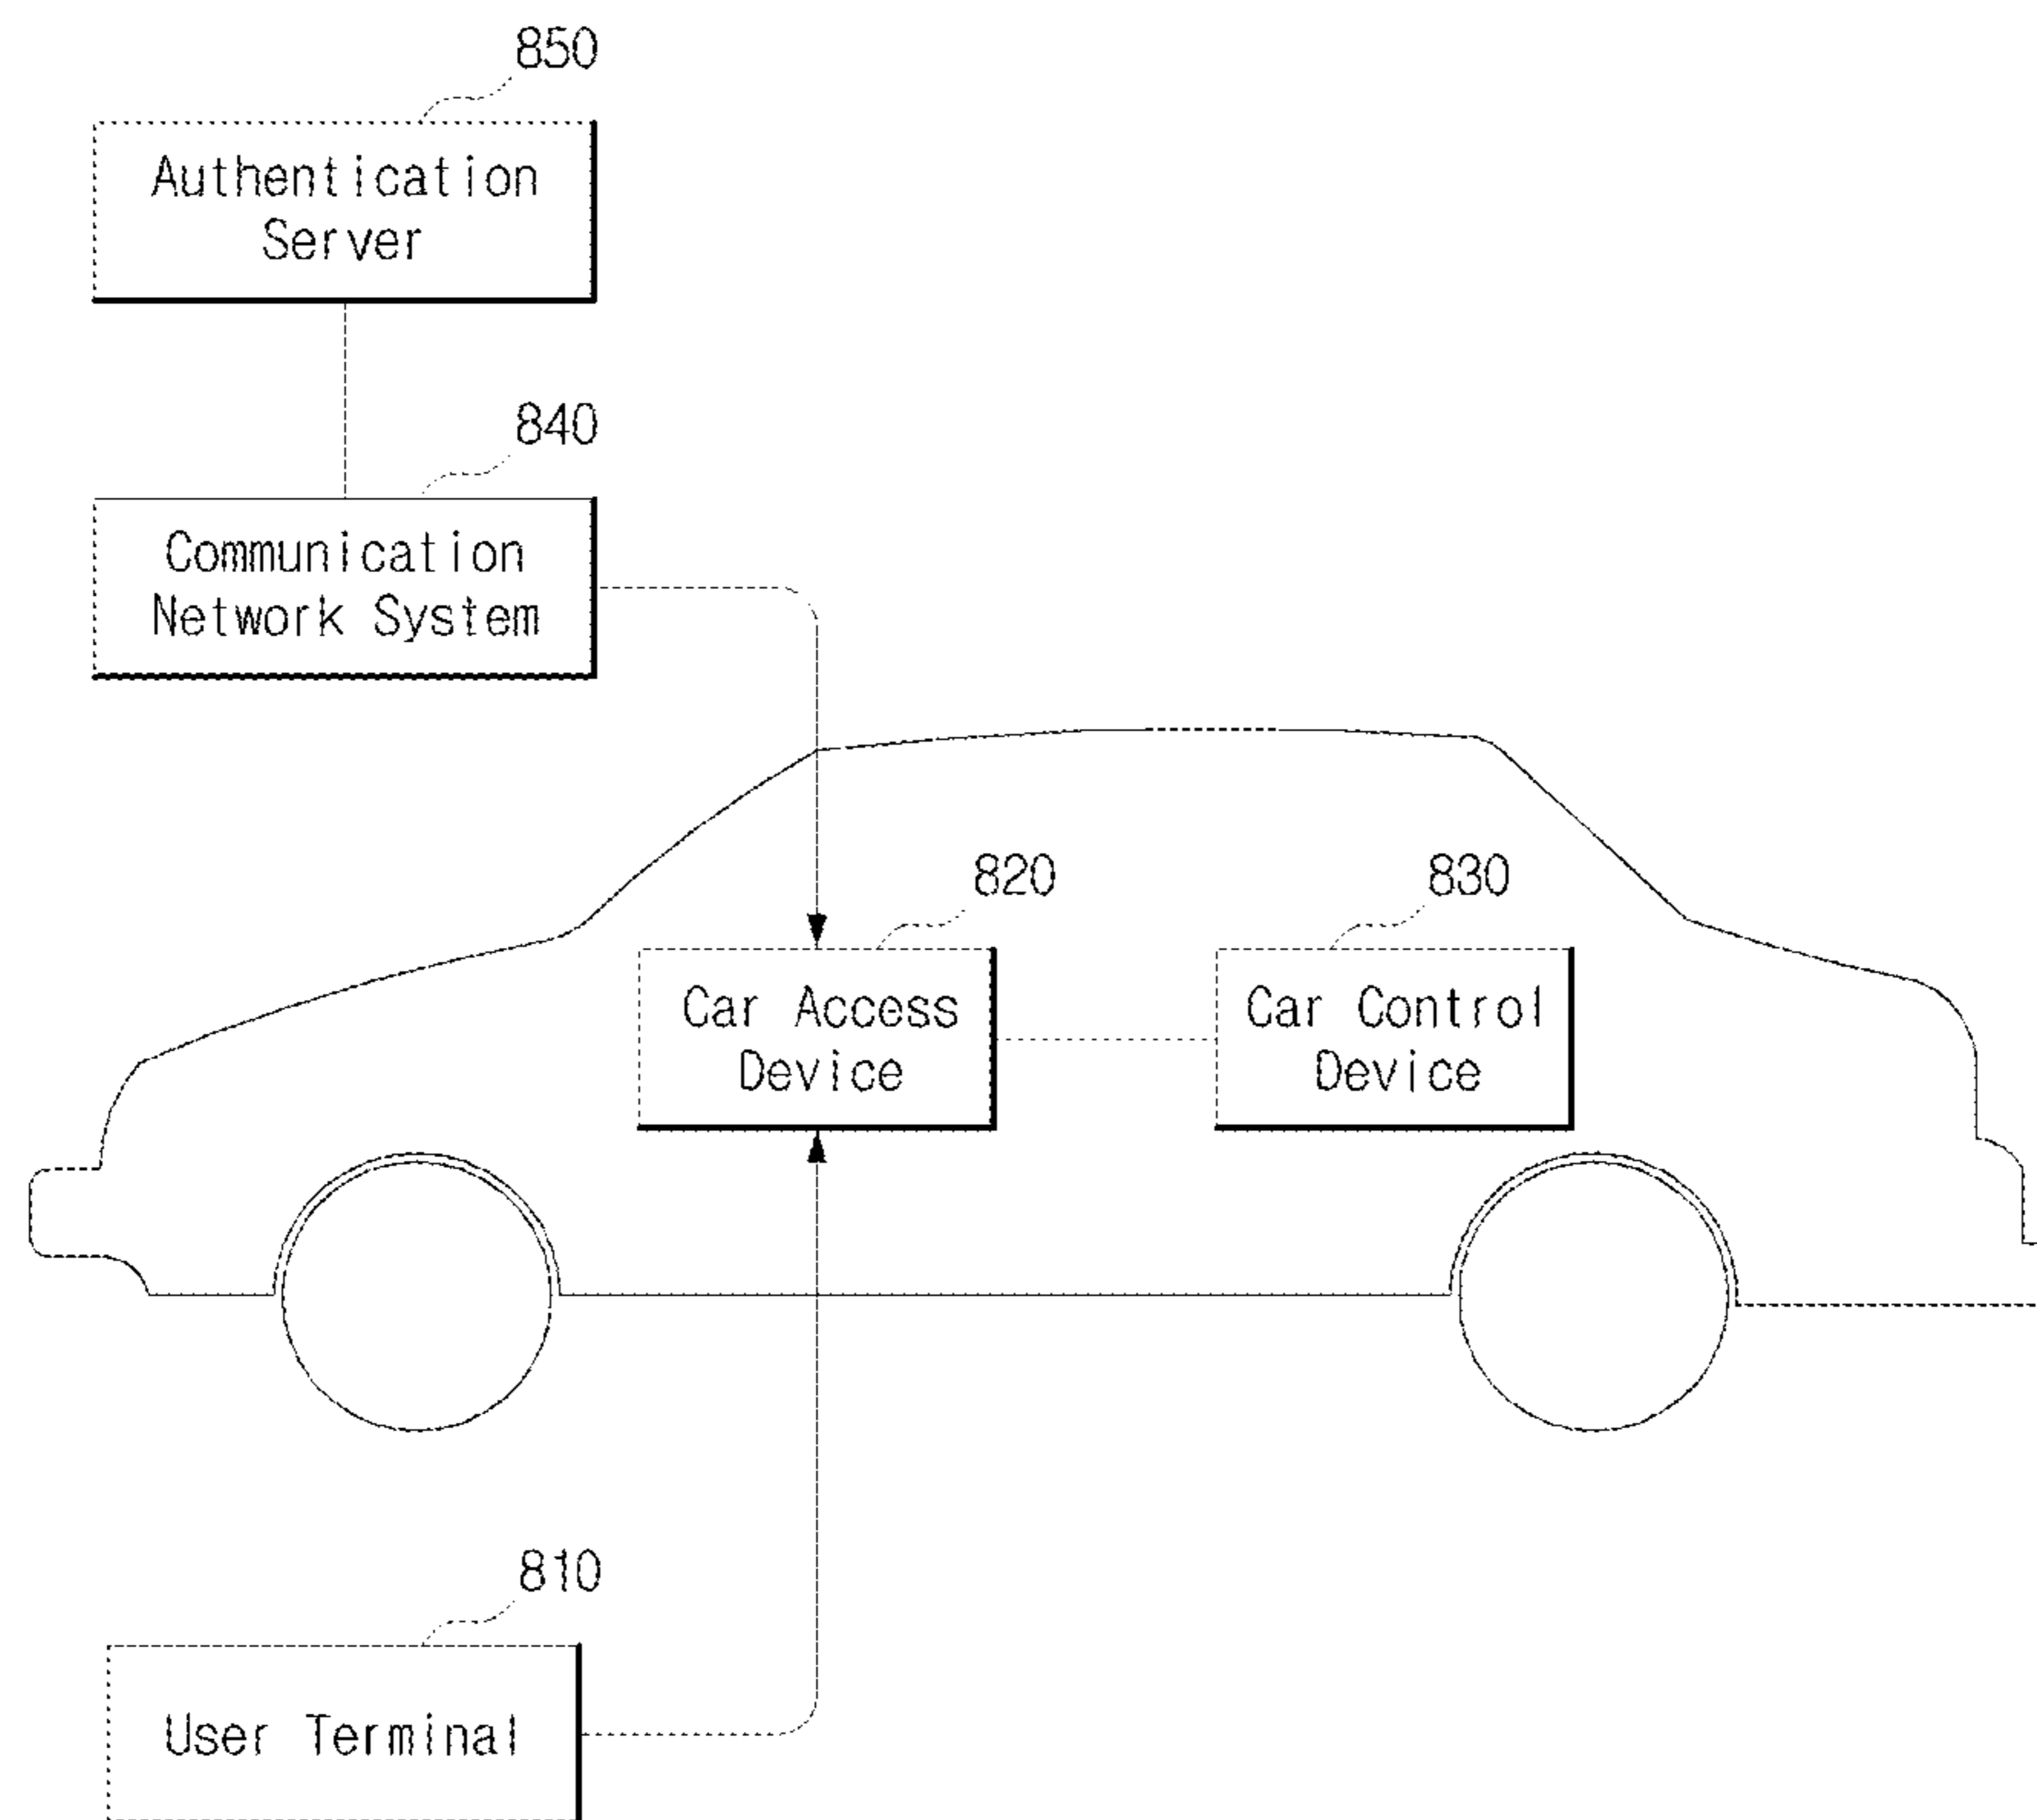 850
Authentication
Server
840
Communication
Network System
820
830
Car Access
Device
Car Control
Device
810
User Terminal